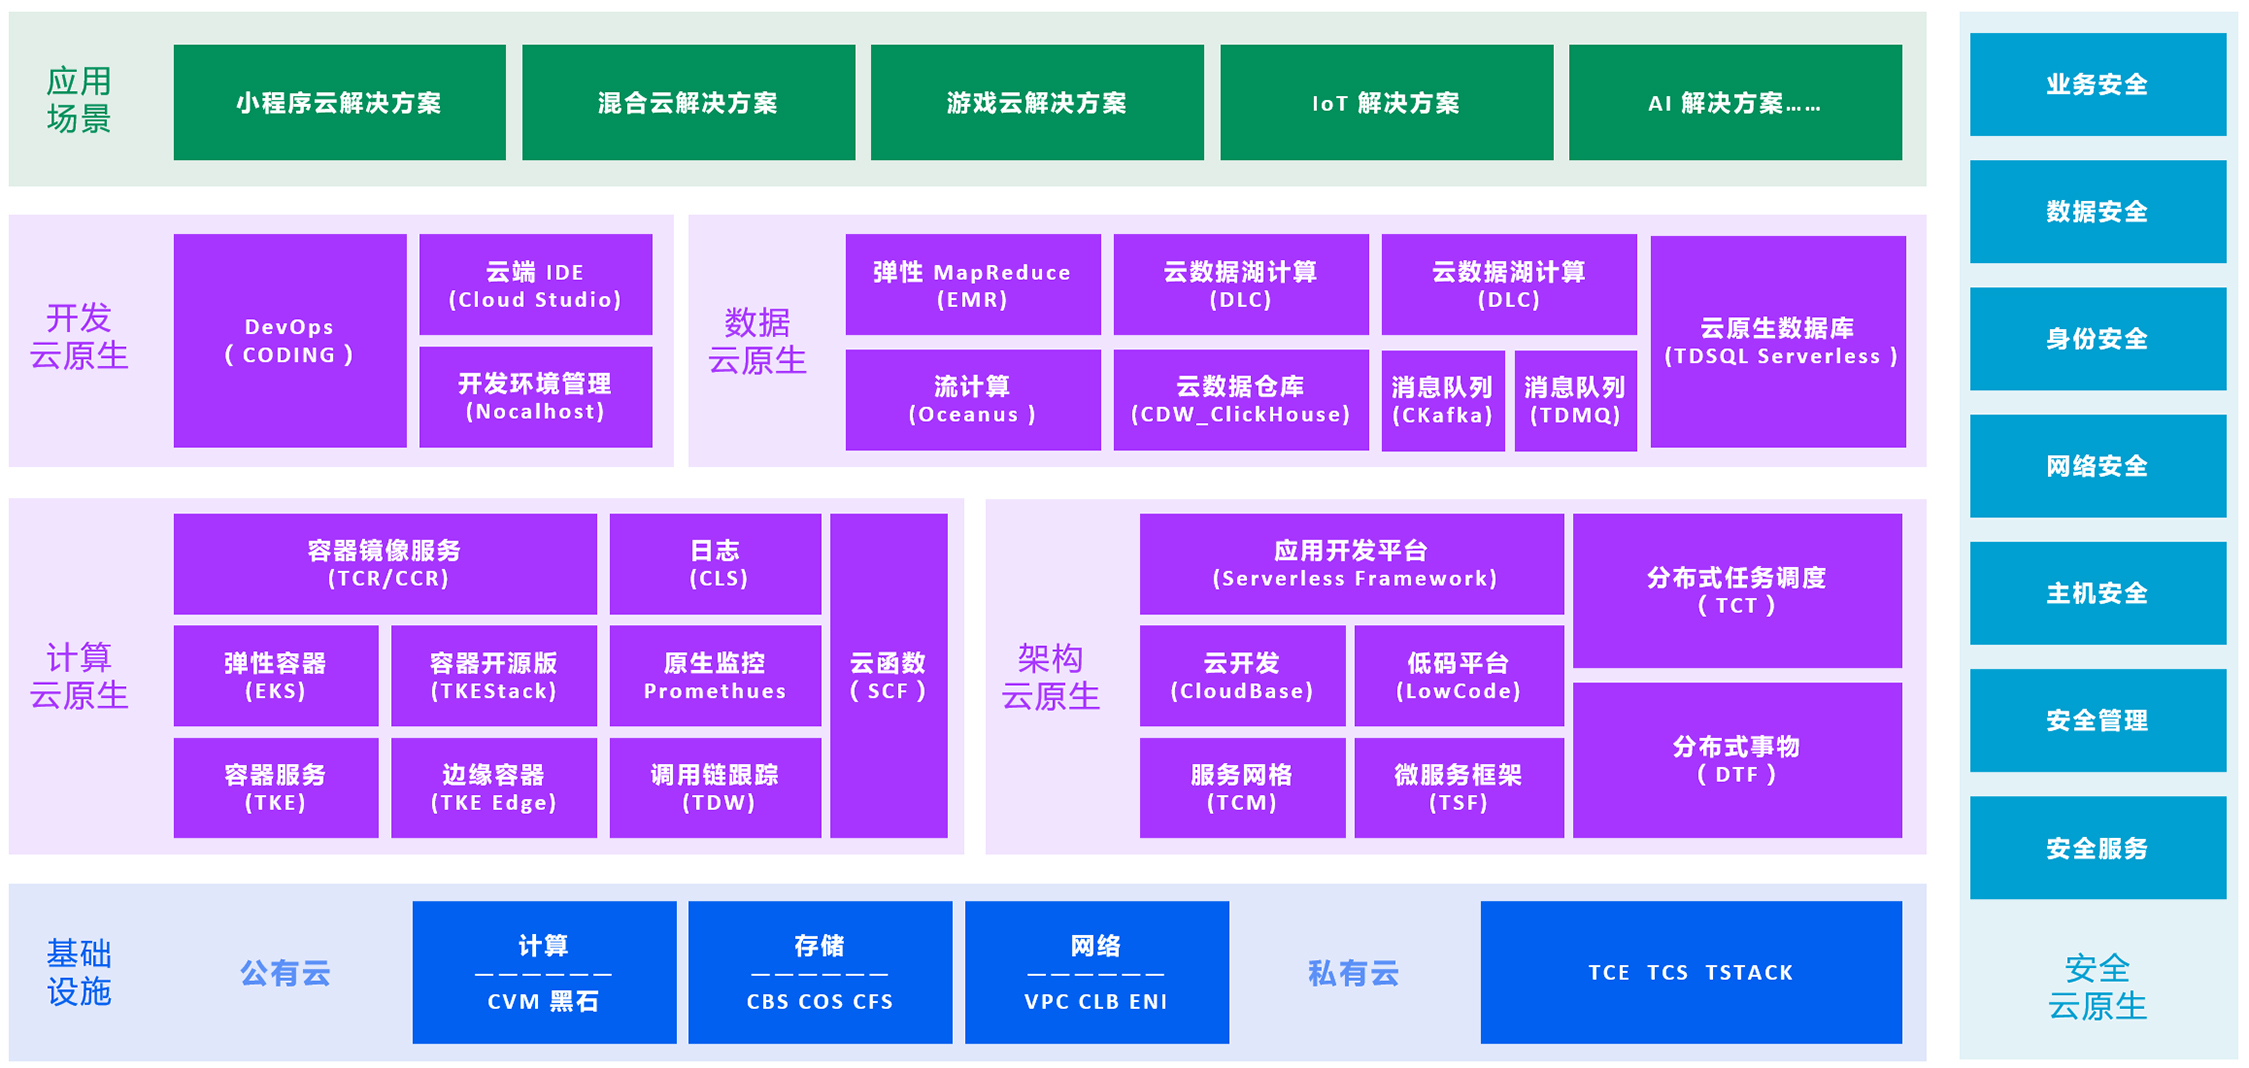 应用
场景
小程序云解决方案
混合云解决方案
游戏云解决方案
IoT 解决方案
AI 解决方案……
开发
云原生
DevOps
( CODING )
云端 IDE
(Cloud Studio)
开发环境管理
(Nocalhost)
数据
云原生
弹性 MapReduce
(EMR)
云数据湖计算
(DLC)
云数据湖计算
(DLC)
云原生数据库
(TDSQL Serverless )
流计算
(Oceanus )
云数据仓库
(CDW_ClickHouse)
消息队列
(CKafka)
消息队列
(TDMQ)
计算
云原生
容器镜像服务
(TCR/CCR)
日志
(CLS)
云函数
( SCF )
弹性容器
(EKS)
容器开源版
(TKEStack)
原生监控
Promethues
容器服务
(TKE)
边缘容器
(TKE Edge)
调用链跟踪
(TDW)
架构
云原生
应用开发平台
(Serverless Framework)
分布式任务调度
( TCT )
云开发
(CloudBase)
低码平台
(LowCode)
服务网格
(TCM)
微服务框架
(TSF)
分布式事物
( DTF )
基础
设施
公有云
计算
——————
CVM 黑石
存储
——————
CBS COS CFS
网络
——————
VPC CLB ENI
私有云
TCE TCS TSTACK
业务安全
数据安全
身份安全
网络安全
主机安全
安全管理
安全服务
安全
云原生